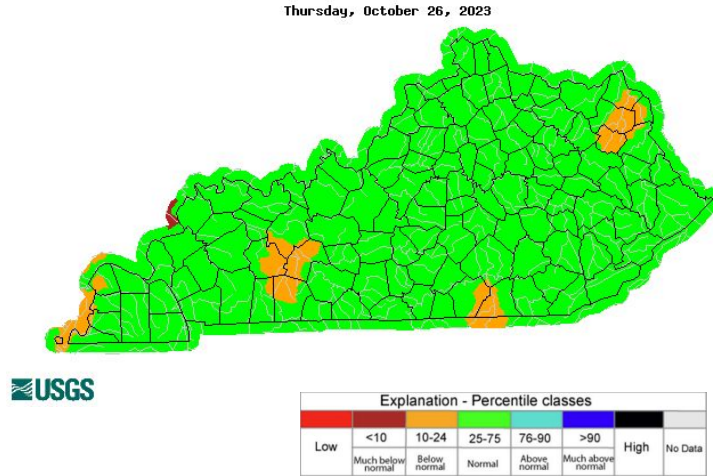 Thursday, October 26, 2023
USGS
Explanation - Percentile classes
Low
<10
10-24
25-75
76-90
>90
High
No Data
Much below
normal
Below
normal
Normal
Above
normal
Much above
normal